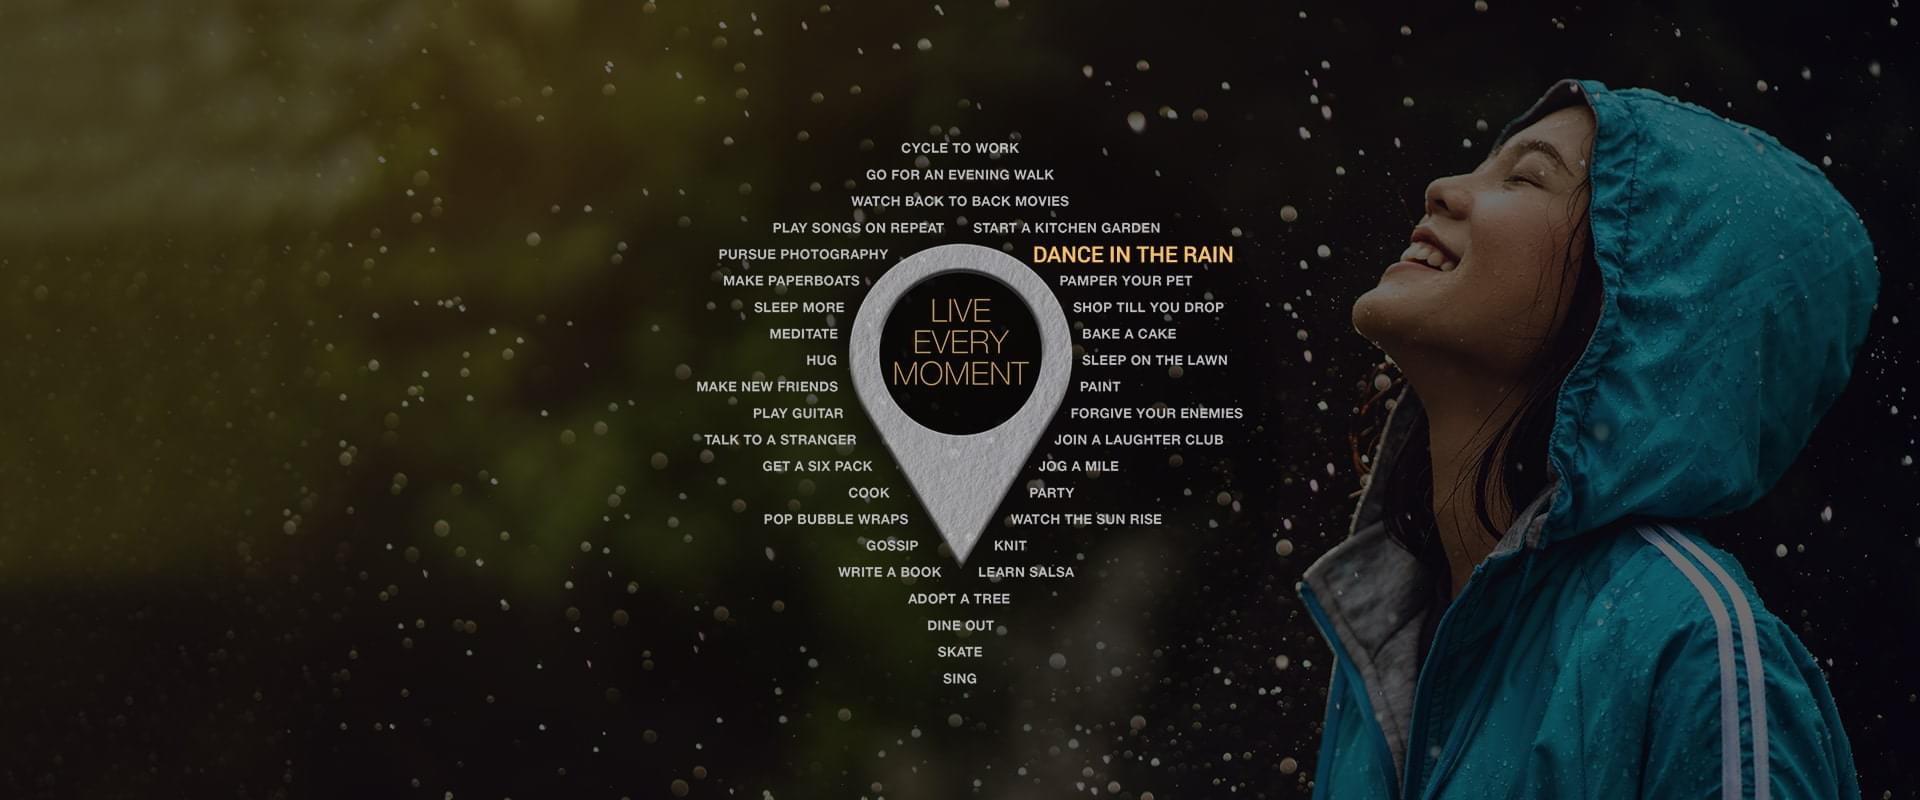 CYCLE TO WORK
GO FOR AN EVENING WALK
WATCH BACK TO BACK MOVIES
PLAY SONGS ON REPEAT START A KITCHEN GARDEN
PURSUE PHOTOGRAPHY DANCE IN THE RAIN
MAKE PAPERBOATS PAMPER YOUR PET
SLEEP MORE SHOP TILL YOU DROP
MEDITATE BAKE A CAKE
HUG SLEEP ON THE LAWN
MAKE NEW FRIENDS PAINT
PLAY GUITAR FORGIVE YOUR ENEMIES
TALK TO A STRANGER JOIN A LAUGHTER CLUB
GET A SIX PACK JOG A MILE
COOK PARTY
POP BUBBLE WRAPS WATCH THE SUN RISE
GOSSIP KNIT
WRITE A BOOK LEARN SALSA
ADOPT A TREE
DINE OUT
SKATE
SING
LIVE
EVERY
MOMENT